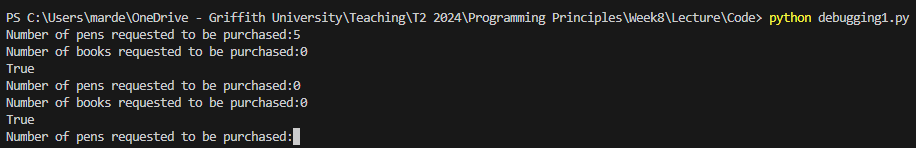 PS C:\Users\marde\OneDrive - Griffith University\Teaching\T2 2024\Programming Principles\Week8\Lecture\Code> python debugging1.py
Number of pens requested to be purchased:5
Number of books requested to be purchased:0
True
Number of pens requested to be purchased:0
Number of books requested to be purchased:0
True
Number of pens requested to be purchased: